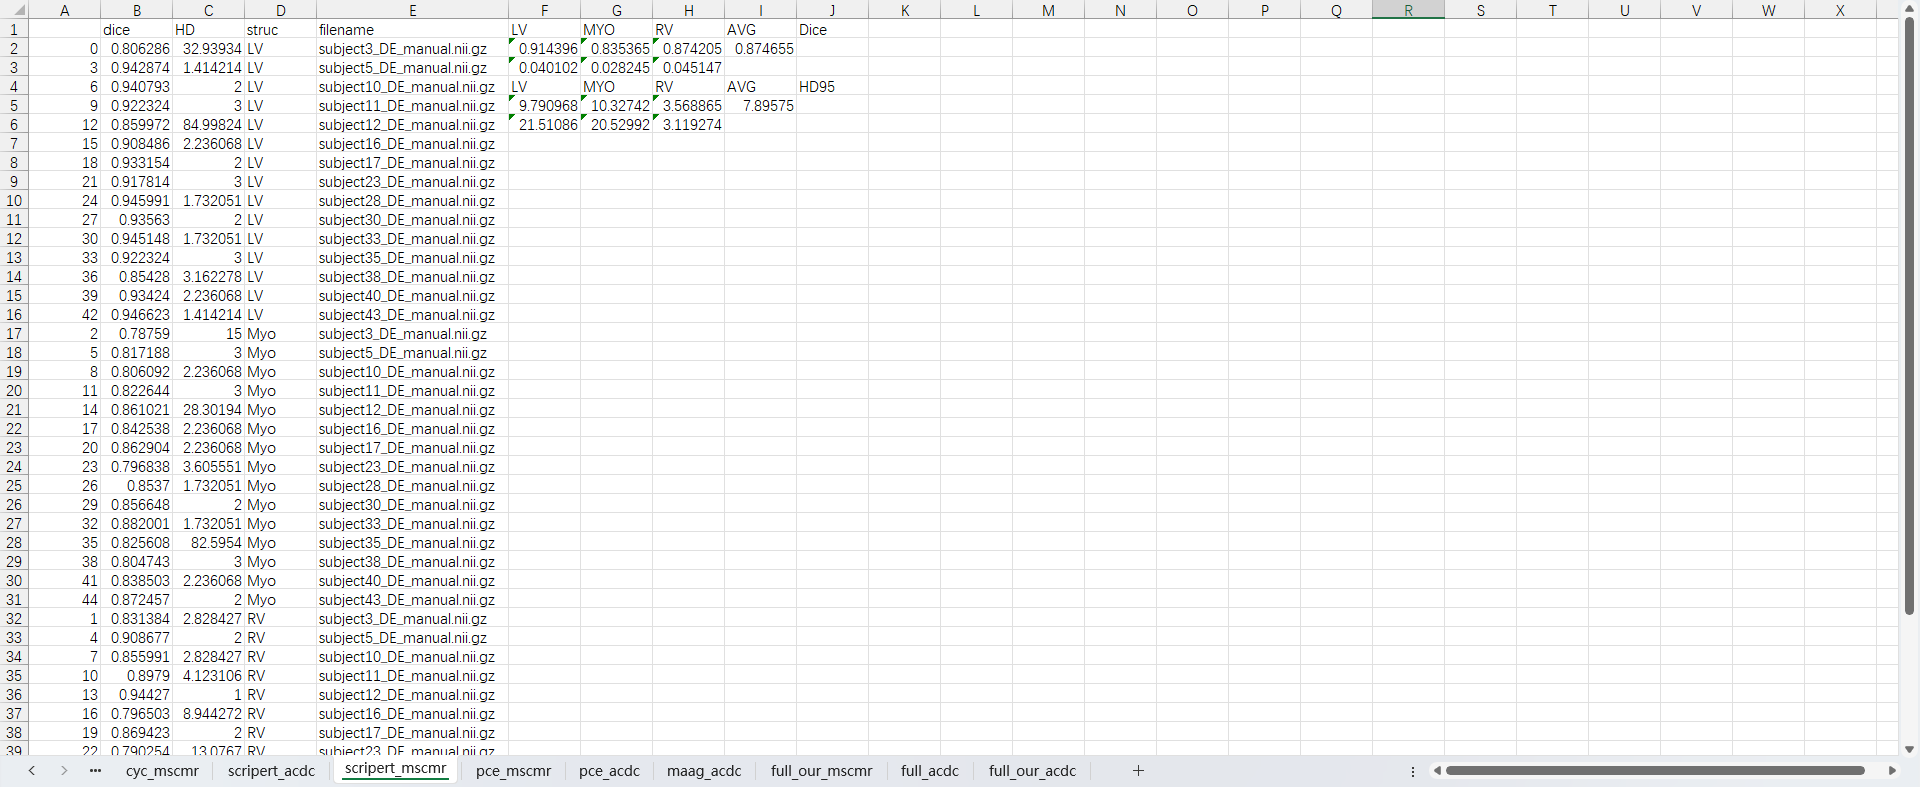 A B C D E F G H I J K L M N O P Q R S T U V W X
1 dice HD struc filename LV MYO RV AVG Dice
2 0 0.806286 32.93934 LV subject3_DE_manual.nii.gz 0.914396 0.835365 0.874205 0.874655
3 3 0.942874 1.414214 LV subject5_DE_manual.nii.gz 0.040102 0.028245 0.045147
4 6 0.940793 2 LV subject10_DE_manual.nii.gz LV MYO RV AVG HD95
5 9 0.922324 3 LV subject11_DE_manual.nii.gz 9.790968 10.32742 3.568865 7.89575
6 12 0.859972 84.99824 LV subject12_DE_manual.nii.gz 21.51086 20.52992 3.119274
7 15 0.908486 2.236068 LV subject16_DE_manual.nii.gz
8 18 0.933154 2 LV subject17_DE_manual.nii.gz
9 21 0.917814 3 LV subject23_DE_manual.nii.gz
10 24 0.945991 1.732051 LV subject28_DE_manual.nii.gz
11 27 0.93563 2 LV subject30_DE_manual.nii.gz
12 30 0.945148 1.732051 LV subject33_DE_manual.nii.gz
13 33 0.922324 3 LV subject35_DE_manual.nii.gz
14 36 0.85428 3.162278 LV subject38_DE_manual.nii.gz
15 39 0.93424 2.236068 LV subject40_DE_manual.nii.gz
16 42 0.946623 1.414214 LV subject43_DE_manual.nii.gz
17 2 0.78759 15 Myo subject3_DE_manual.nii.gz
18 5 0.817188 3 Myo subject5_DE_manual.nii.gz
19 8 0.806092 2.236068 Myo subject10_DE_manual.nii.gz
20 11 0.822644 3 Myo subject11_DE_manual.nii.gz
21 14 0.861021 28.30194 Myo subject12_DE_manual.nii.gz
22 17 0.842538 2.236068 Myo subject16_DE_manual.nii.gz
23 20 0.862904 2.236068 Myo subject17_DE_manual.nii.gz
24 23 0.796838 3.605551 Myo subject23_DE_manual.nii.gz
25 26 0.8537 1.732051 Myo subject28_DE_manual.nii.gz
26 29 0.856648 2 Myo subject30_DE_manual.nii.gz
27 32 0.882001 1.732051 Myo subject33_DE_manual.nii.gz
28 35 0.825608 82.5954 Myo subject35_DE_manual.nii.gz
29 38 0.804743 3 Myo subject38_DE_manual.nii.gz
30 41 0.838503 2.236068 Myo subject40_DE_manual.nii.gz
31 44 0.872457 2 Myo subject43_DE_manual.nii.gz
32 1 0.831384 2.828427 RV subject3_DE_manual.nii.gz
33 4 0.908677 2 RV subject5_DE_manual.nii.gz
34 7 0.855991 2.828427 RV subject10_DE_manual.nii.gz
35 10 0.8979 4.123106 RV subject11_DE_manual.nii.gz
36 13 0.94427 1 RV subject12_DE_manual.nii.gz
37 16 0.796503 8.944272 RV subject16_DE_manual.nii.gz
38 19 0.869423 2 RV subject17_DE_manual.nii.gz
39 22 0.790254 13.0767 RV subject23_DE_manual.nii.gz
... cyc_mscmr scripert_acdc scripert_mscmr pce_mscmr pce_acdc maag_acdc full_our_mscmr full_acdc full_our_acdc +